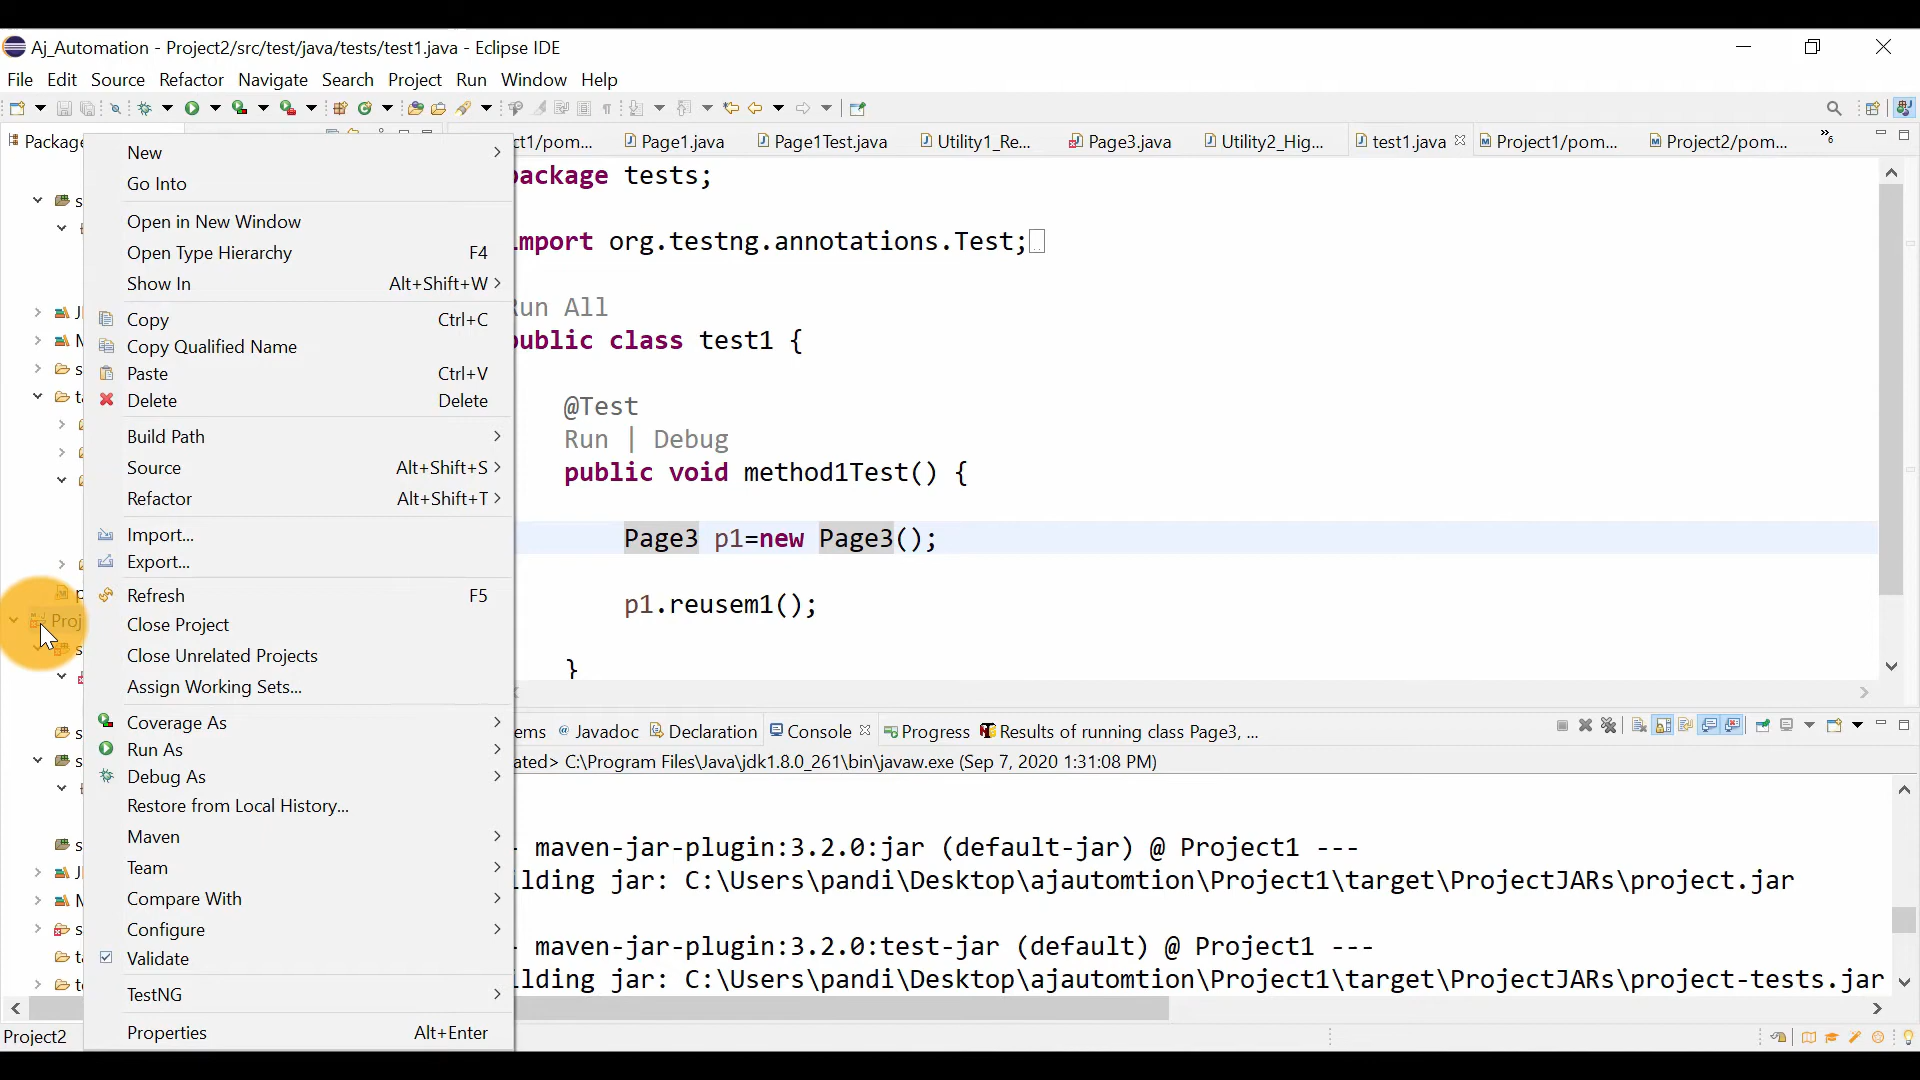 Aj_Automation - Project2/src/test/java/tests/test1.java - Eclipse IDE
File Edit Source Refactor Navigate Search Project Run Window Help
Package
ct1/pom... Page1.java Page1Test.java Utility1_Re... Page3.java Utility2_Hig... test1.java Project1/pom... Project2/pom... »6
New
Go Into
Open in New Window
Open Type Hierarchy F4
Show In Alt+Shift+W
Copy Ctrl+C
Copy Qualified Name
Paste Ctrl+V
Delete Delete
Build Path
Source Alt+Shift+S
Refactor Alt+Shift+T
Import...
Export...
Refresh F5
Close Project
Close Unrelated Projects
Assign Working Sets...
Coverage As
Run As
Debug As
Restore from Local History...
Maven
Team
Compare With
Configure
Validate
TestNG
Properties Alt+Enter
Proj
package tests;
import org.testng.annotations.Test;
Run All
public class test1 {
@Test
Run | Debug
public void method1Test() {
Page3 p1=new Page3();
p1.reusem1();
}
ems Javadoc Declaration Console Progress Results of running class Page3, ...
ated> C:\Program Files\Java\jdk1.8.0_261\bin\javaw.exe (Sep 7, 2020 1:31:08 PM)
- maven-jar-plugin:3.2.0:jar (default-jar) @ Project1 ---
ilding jar: C:\Users\pandi\Desktop\ajautomtion\Project1\target\ProjectJARs\project.jar
- maven-jar-plugin:3.2.0:test-jar (default) @ Project1 ---
ilding jar: C:\Users\pandi\Desktop\ajautomtion\Project1\target\ProjectJARs\project-tests.jar
Project2